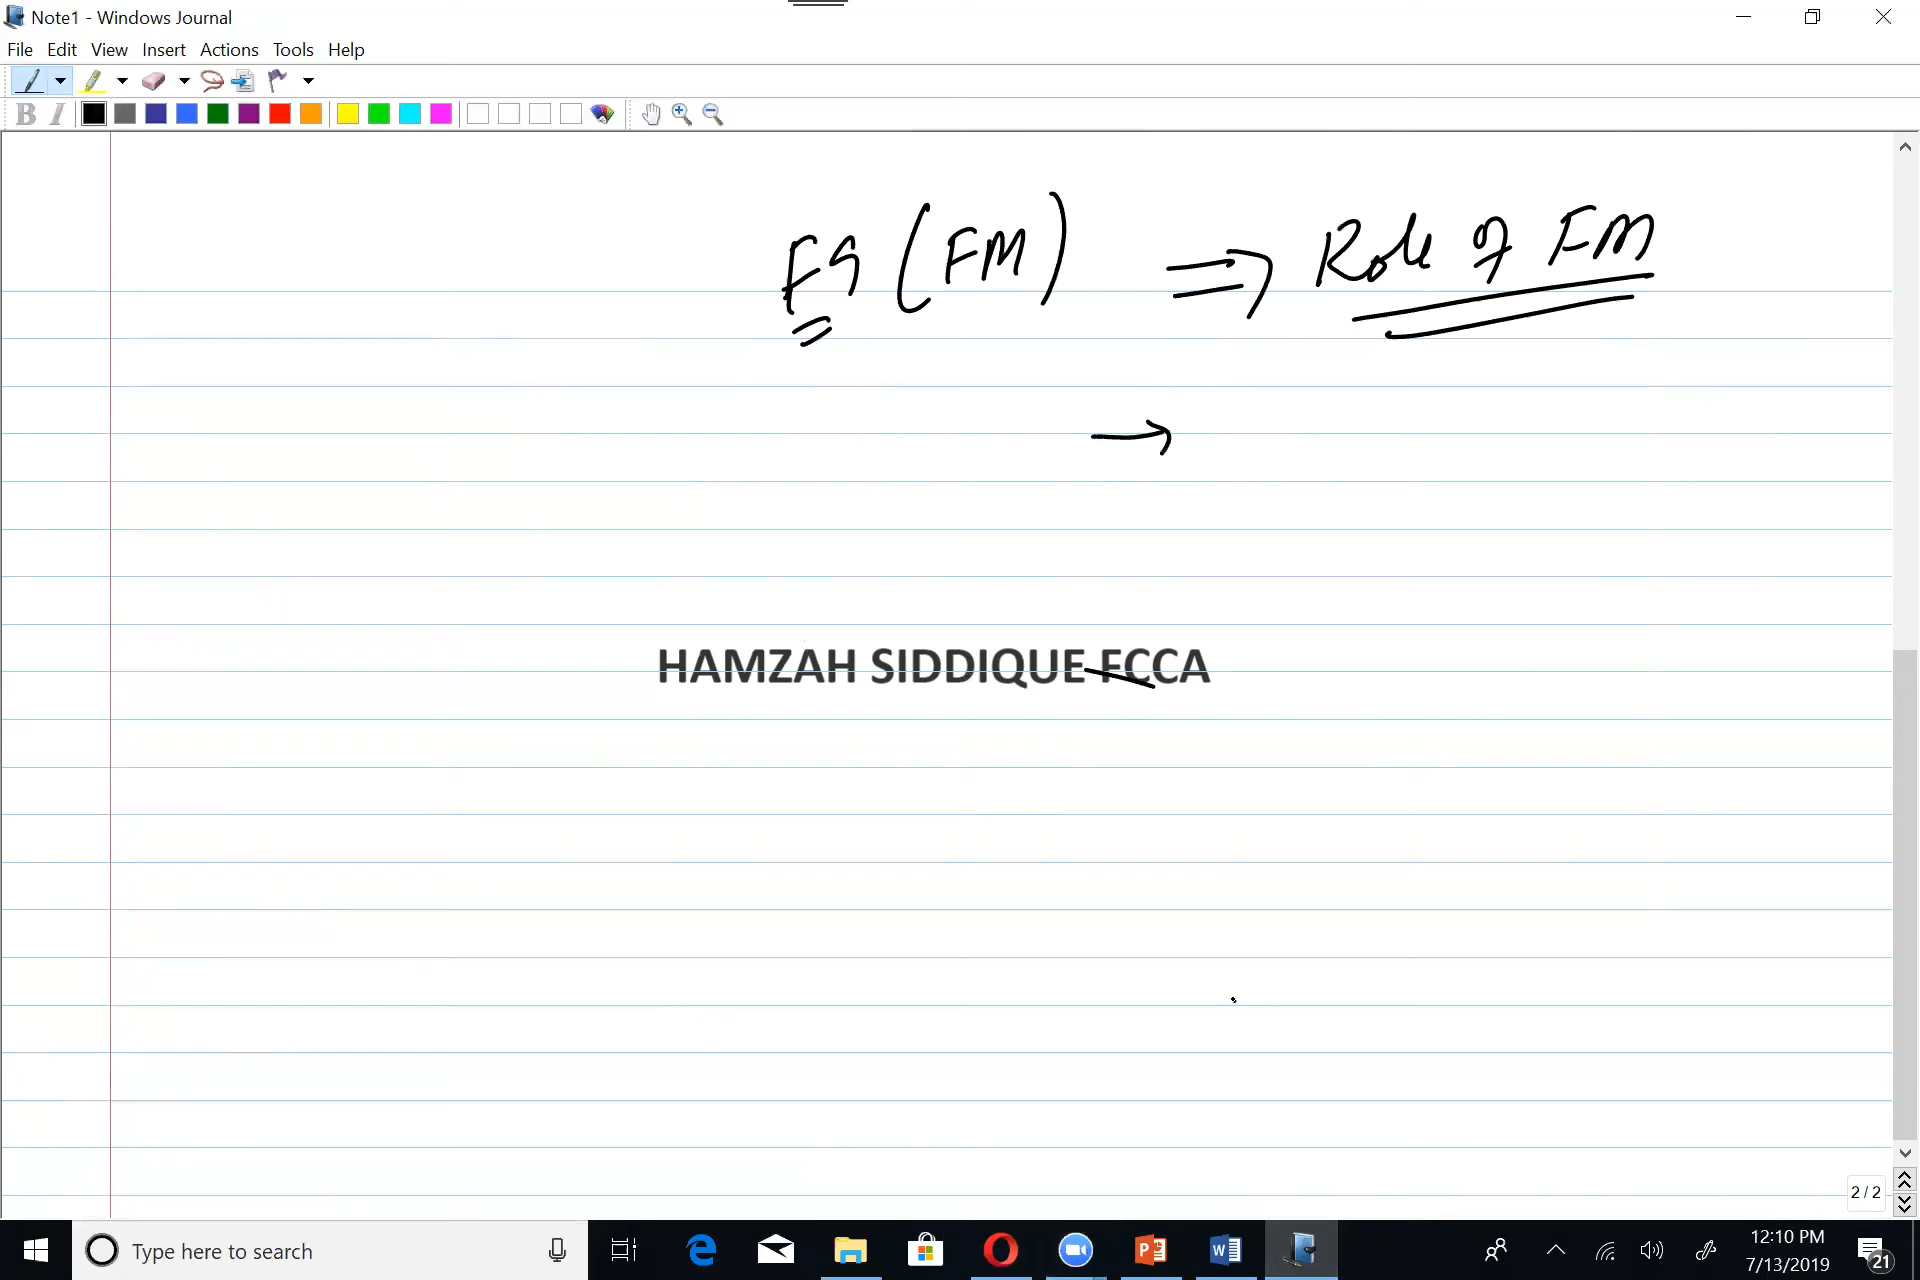 Note1 - Windows Journal
File Edit View Insert Actions Tools Help
B I
F9 (FM) ⇒ Role of FM
→
HAMZAH SIDDIQUE FCCA
2 / 2
Type here to search
12:10 PM
7/13/2019
21